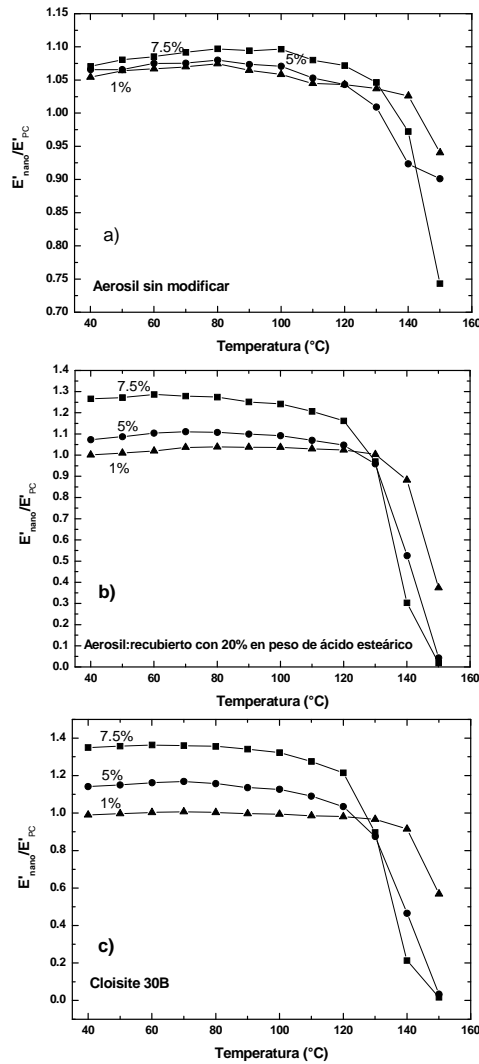 1.15
1.10
1.05
1.00
0.95
0.90
0.85
0.80
0.75
0.70
E'nano/E'PC
7.5%
5%
1%
a)
Aerosil sin modificar
40 60 80 100 120 140 160
Temperatura (°C)
1.4
1.3
1.2
1.1
1.0
0.9
0.8
0.7
0.6
0.5
0.4
0.3
0.2
0.1
0.0
E'nano/E'PC
7.5%
5%
1%
b)
Aerosil:recubierto con 20% en peso de ácido esteárico
40 60 80 100 120 140 160
Temperatura (°C)
1.4
1.2
1.0
0.8
0.6
0.4
0.2
0.0
E'nano/E'PC
7.5%
5%
1%
c)
Cloisite 30B
40 60 80 100 120 140 160
Temperatura (°C)